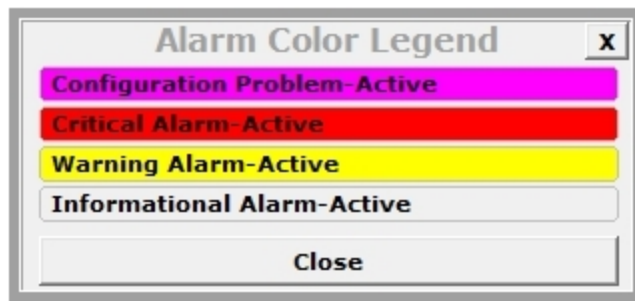 Alarm Color Legend
x
Configuration Problem-Active
Critical Alarm-Active
Warning Alarm-Active
Informational Alarm-Active
Close